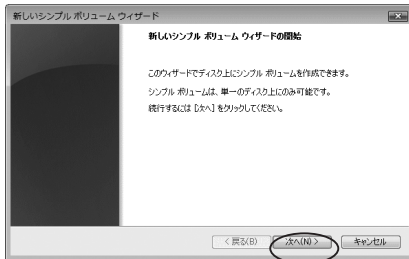 新しいシンプル ボリューム ウィザード
新しいシンプル ボリューム ウィザードの開始
このウィザードでディスク上にシンプル ボリュームを作成できます。
シンプル ボリュームは、単一のディスク上にのみ可能です。
続行するには [次へ] をクリックしてください。
< 戻る(B)
次へ(N) >
キャンセル